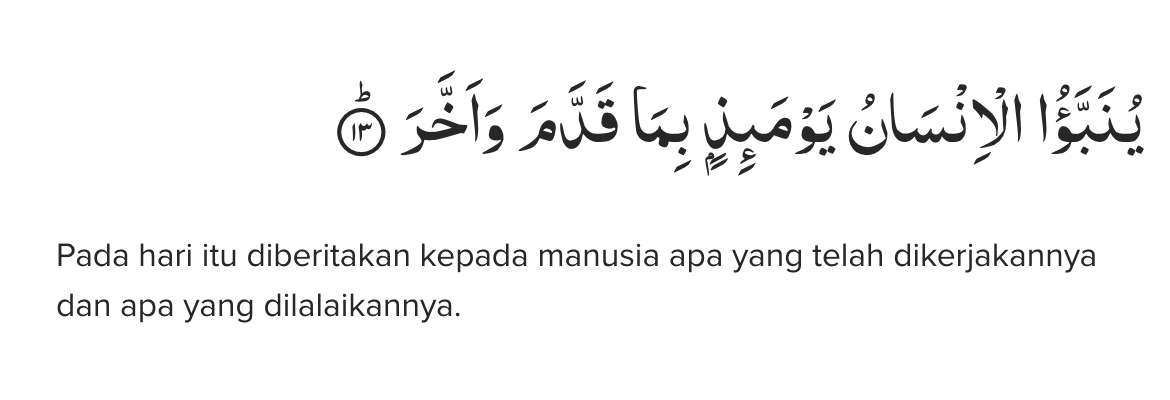 يُنَبَّؤُا الْاِنْسَانُ يَوْمَىِٕذٍۢ بِمَا قَدَّمَ وَاَخَّرَۗ ۝١٣
Pada hari itu diberitakan kepada manusia apa yang telah dikerjakannya
dan apa yang dilalaikannya.